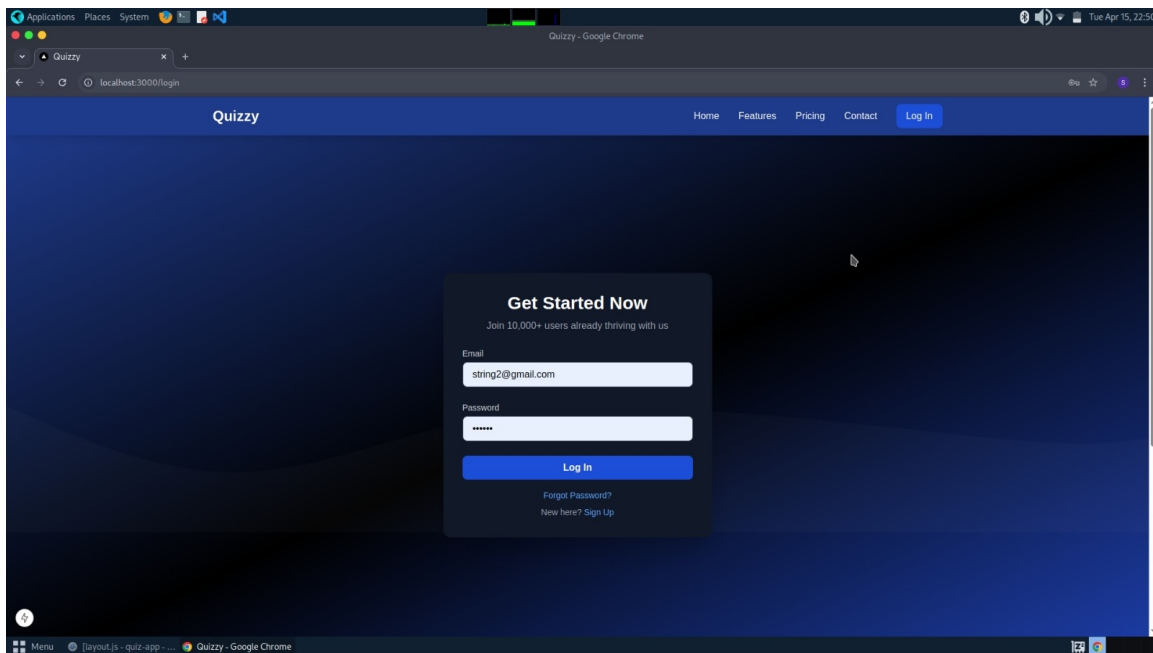 Applications Places System
Tue Apr 15, 22:50
Quizzy - Google Chrome
Quizzy
localhost:3000/login
S
Quizzy
Home Features Pricing Contact Log In
Get Started Now
Join 10,000+ users already thriving with us
Email
string2@gmail.com
Password
••••••
Log In
Forgot Password?
New here? Sign Up
Menu [layout.js - quiz-app - ... Quizzy - Google Chrome